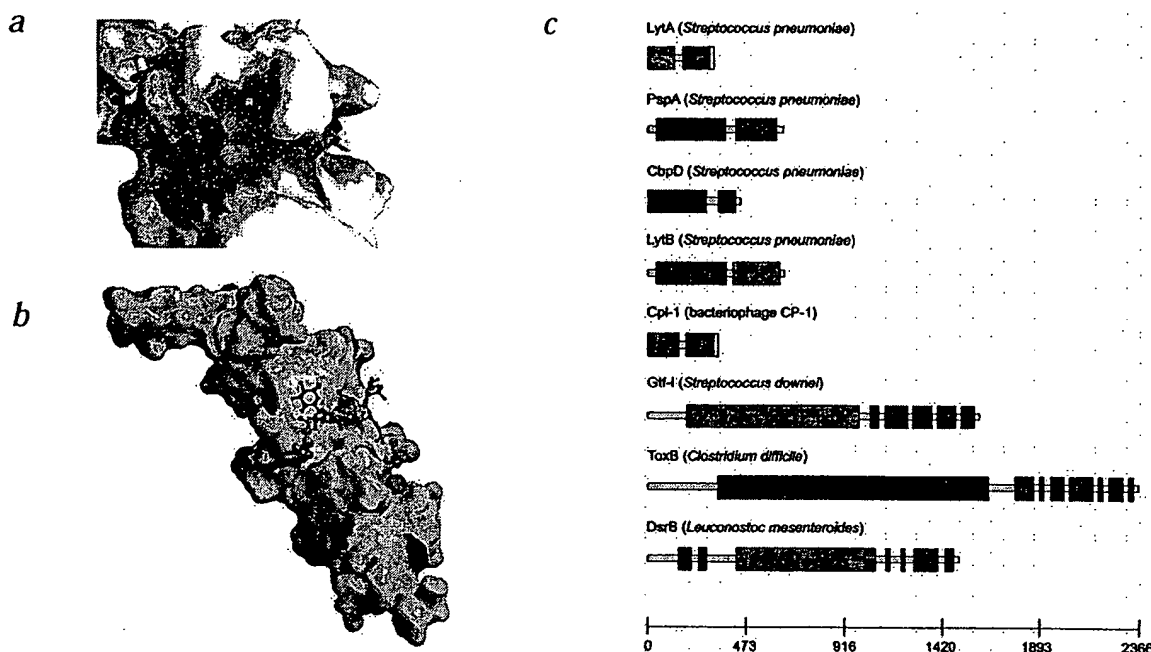 a
b
c
LytA (Streptococcus pneumoniae)
PspA (Streptococcus pneumoniae)
CbpD (Streptococcus pneumoniae)
LytB (Streptococcus pneumoniae)
Cpl-1 (bacteriophage CP-1)
Gtf-I (Streptococcus downei)
ToxB (Clostridium difficile)
DsrB (Leuconostoc mesenteroides)
0 473 916 1420 1893 2366